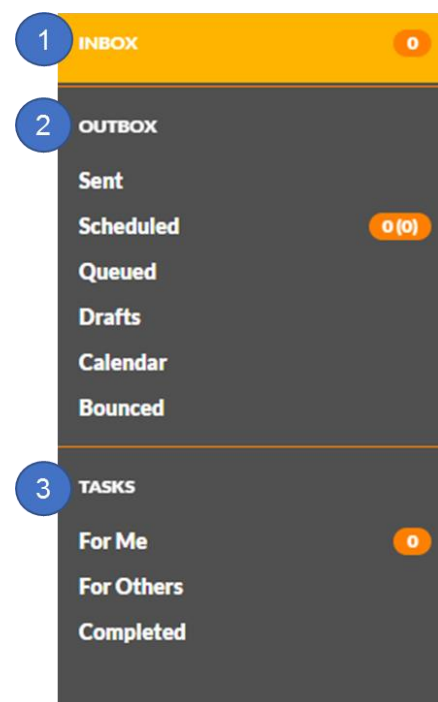 1 INBOX 0
2 OUTBOX
Sent
Scheduled 0 (0)
Queued
Drafts
Calendar
Bounced
3 TASKS
For Me 0
For Others
Completed